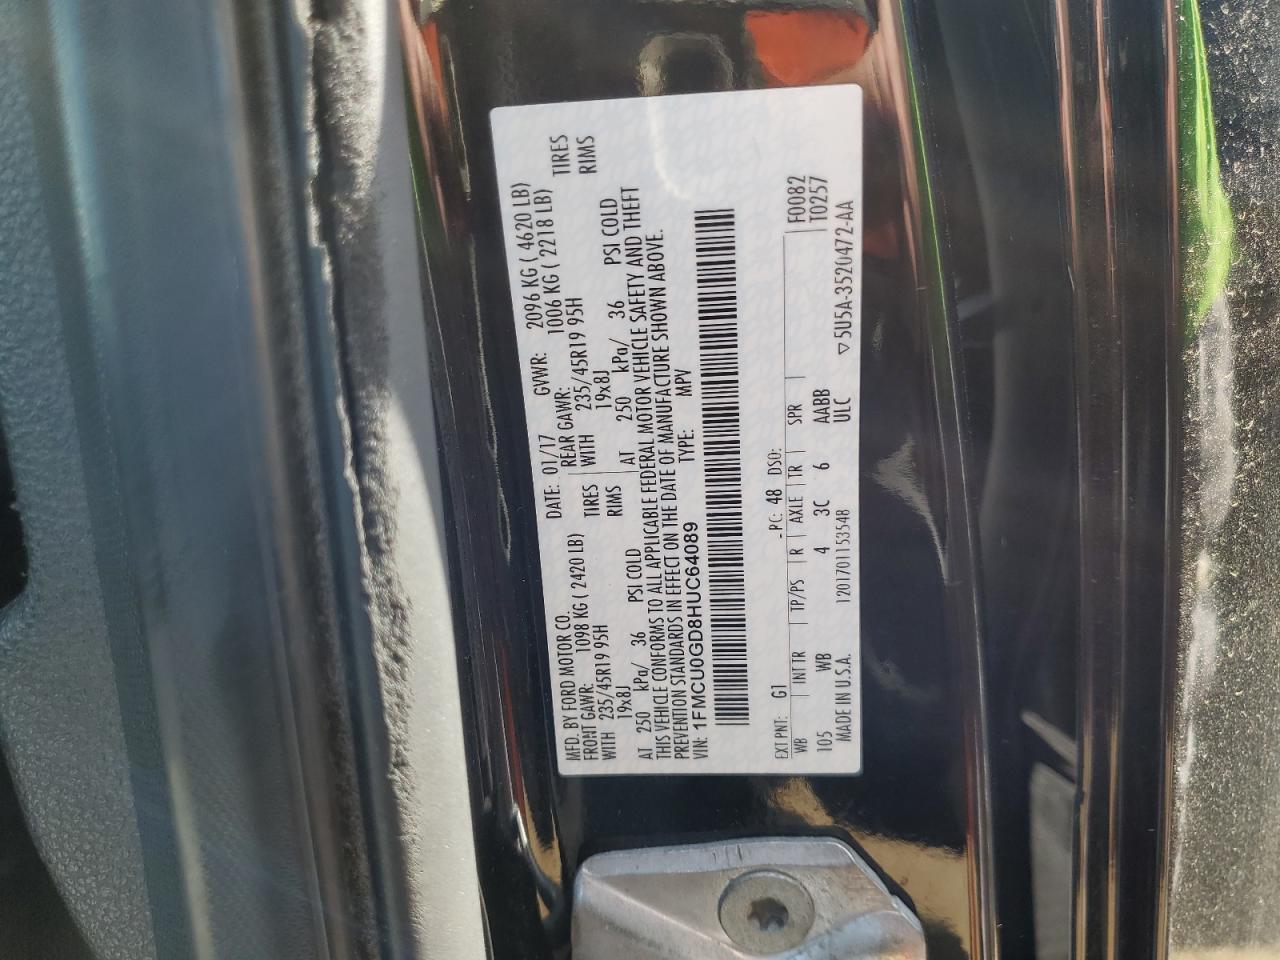 MFD. BY FORD MOTOR CO. DATE: 01/17 GVWR: 2096 KG ( 4620 LB)
FRONT GAWR: 1098 KG ( 2420 LB) REAR GAWR: 1006 KG ( 2218 LB)
WITH 235/45R19 95H TIRES WITH 235/45R19 95H TIRES
19x8J RIMS 19x8J RIMS
AT 250 kPa/ 36 PSI COLD AT 250 kPa/ 36 PSI COLD
THIS VEHICLE CONFORMS TO ALL APPLICABLE FEDERAL MOTOR VEHICLE SAFETY AND THEFT
PREVENTION STANDARDS IN EFFECT ON THE DATE OF MANUFACTURE SHOWN ABOVE.
VIN: 1FMCU0GD8HUC64089 TYPE: MPV
EXT PNT: G1 PC: 48 DSO: F0082
WB INT TR TP/PS R AXLE TR SPR T0257
105 WB 4 3C 6 AABB
MADE IN U.S.A. 1201701153548 ULC ▽5U5A-3520472-AA